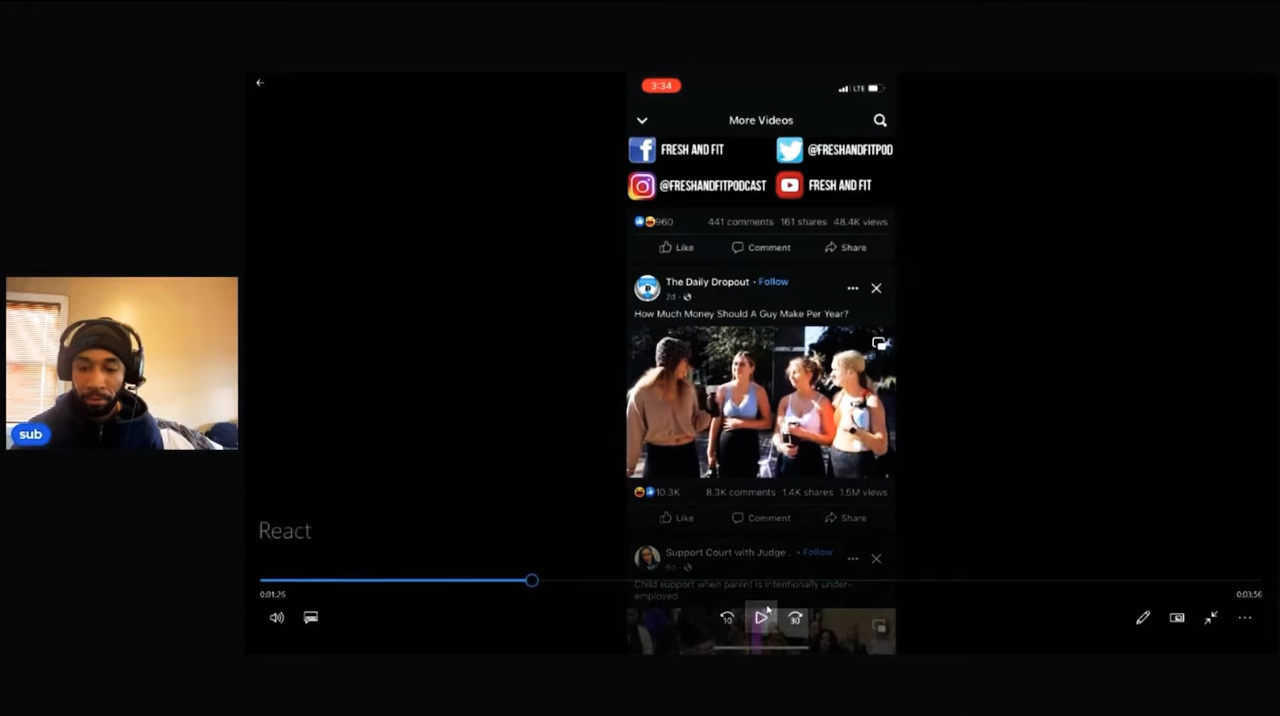 3:34
LTE
More Videos
FRESH AND FIT
@FRESHANDFITPOD
@FRESHANDFITPODCAST
FRESH AND FIT
960
441 comments 161 shares 48.4K views
Like Comment Share
The Daily Dropout · Follow
2d ·
How Much Money Should A Guy Make Per Year?
10.3K
8.3K comments 1.4K shares 1.5M views
Like Comment Share
sub
React
Support Court with Judge... · Follow
6d ·
Child support when parent is intentionally under-
employed.
0:01:26
0:03:56
10
30